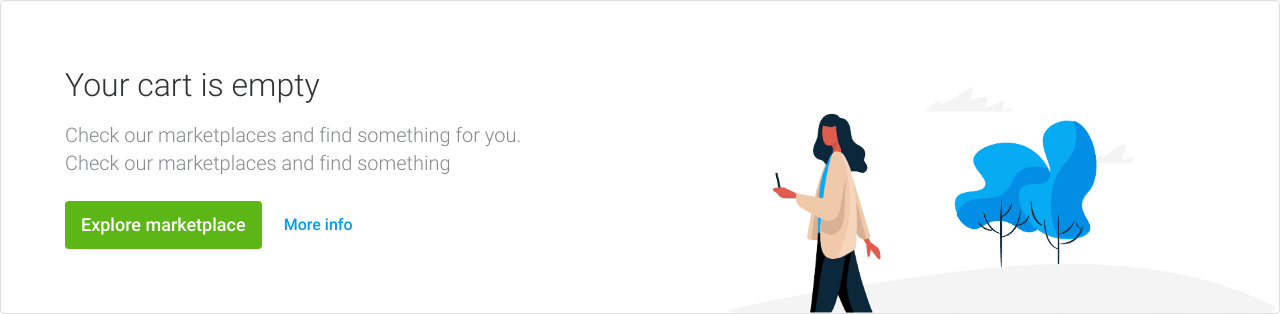 Your cart is empty
Check our marketplaces and find something for you.
Check our marketplaces and find something
Explore marketplace
More info